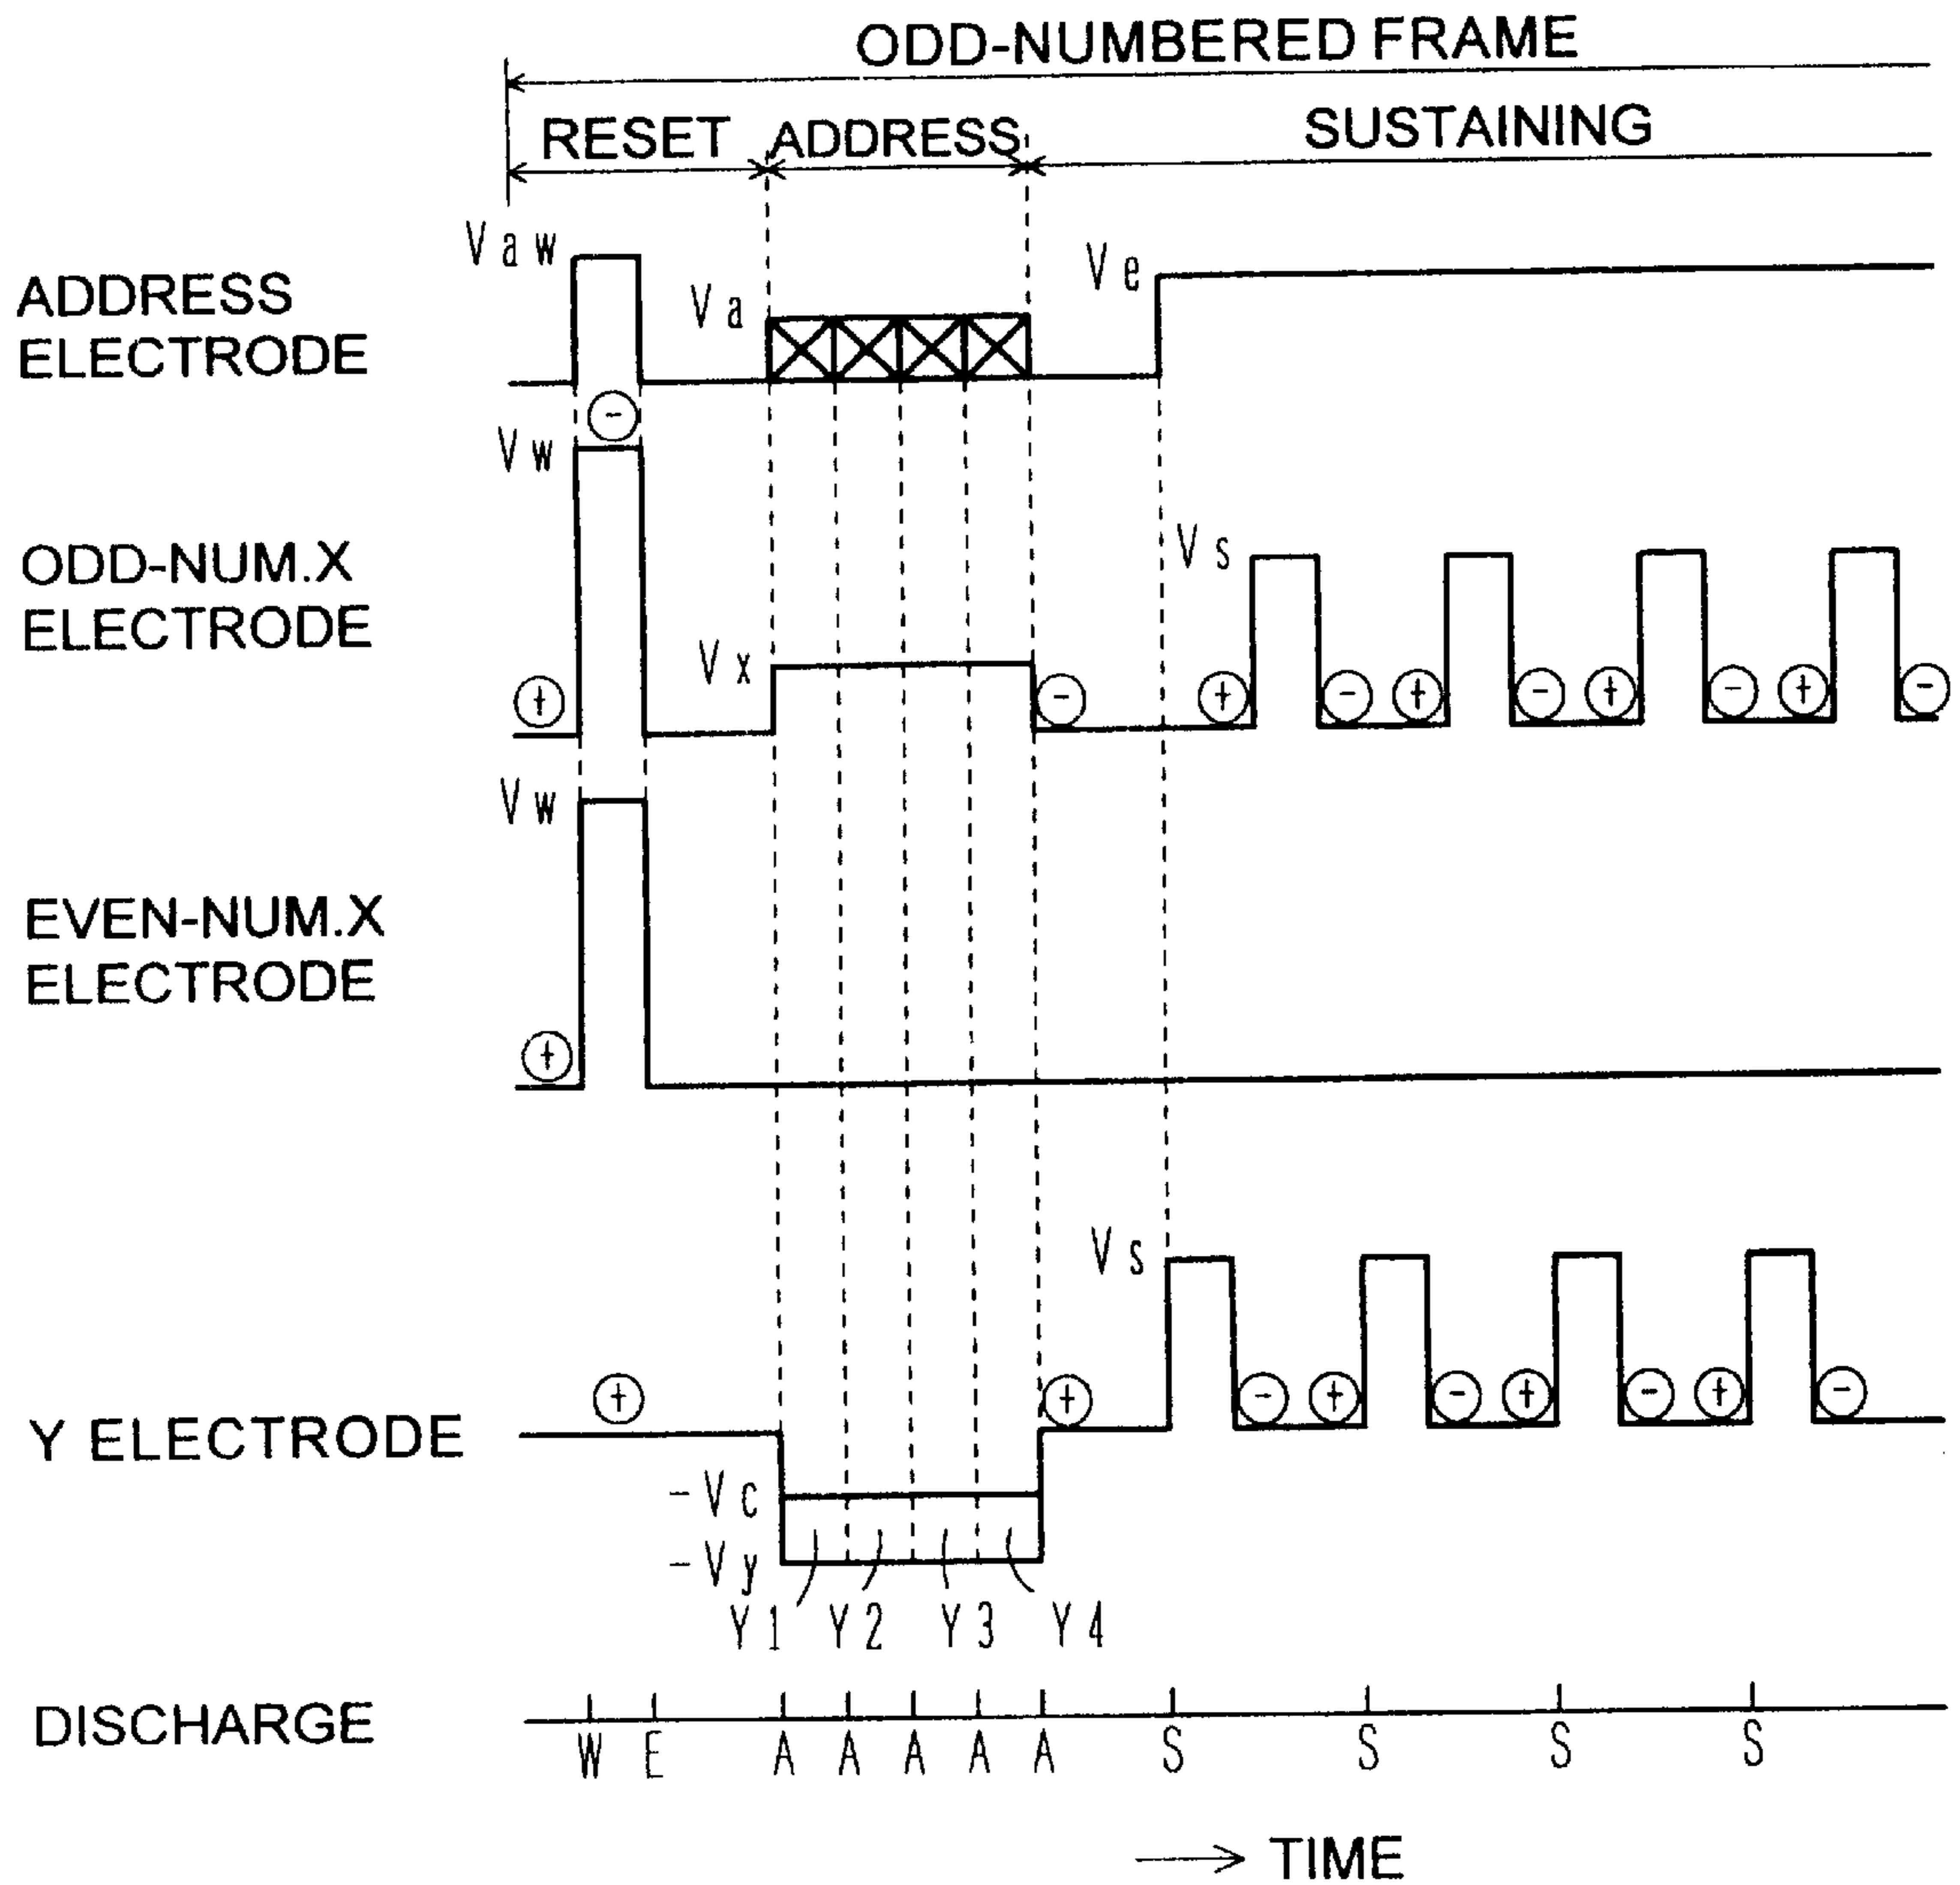 ODD-NUMBERED FRAME
RESET ADDRESS SUSTAINING
Vaw
Va
Ve
ADDRESS
ELECTRODE
-
Vw
Vs
ODD-NUM.X
ELECTRODE
Vx
+ - + - + - + - + -
Vw
EVEN-NUM.X
ELECTRODE
+
Vs
Y ELECTRODE
+ + - + - + - + -
-Vc
-Vy
Y1 Y2 Y3 Y4
DISCHARGE
W E A A A A A S S S S
TIME